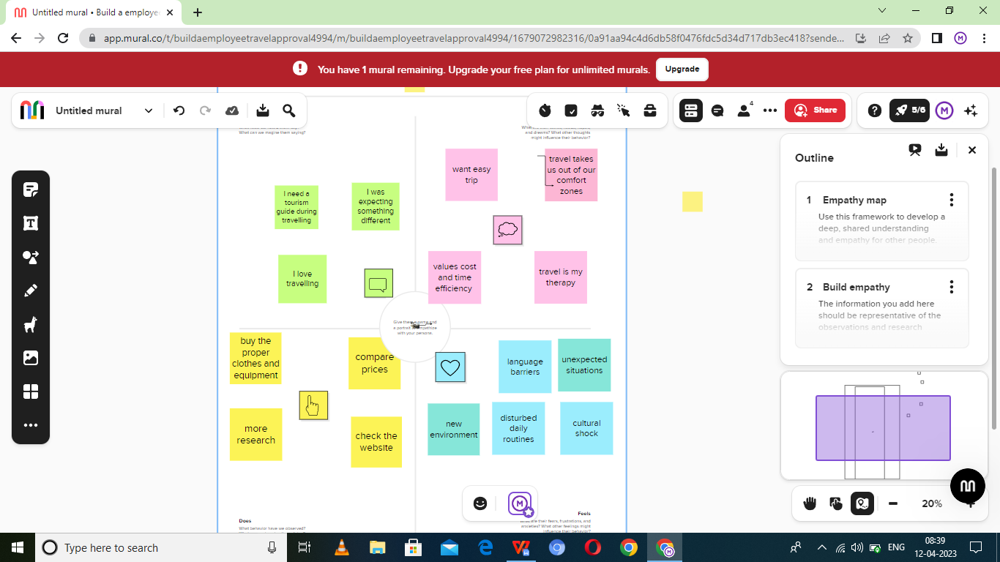 Untitled mural • Build a employe
app.mural.co/t/buildaemployeetravelapproval4994/m/buildaemployeetravelapproval4994/1679072982316/0a91aa94c4d6db58f0476fdc5d34d717db3ec418?sende...
M
You have 1 mural remaining. Upgrade your free plan for unlimited murals.
Upgrade
Untitled mural
4
Share
5/6
M
What can we imagine them saying?
and dreams? What other thoughts
might influence their behavior?
I need a
tourism
guide during
travelling
I was
expecting
something
different
I love
travelling
want easy
trip
travel takes
us out of our
comfort
zones
values cost
and time
efficiency
travel is my
therapy
Give them a name and
a portrait to empathize
with your persona.
buy the
proper
clothes and
equipment
compare
prices
more
research
check the
website
language
barriers
unexpected
situations
new
environment
disturbed
daily
routines
cultural
shock
Does
What behavior have we observed?
Feels
What are their fears, frustrations, and
anxieties? What other feelings might
influence their behavior?
M
Outline
1 Empathy map
Use this framework to develop a
deep, shared understanding
and empathy for other people.
2 Build empathy
The information you add here
should be representative of the
observations and research
20%
Type here to search
ENG
08:39
12-04-2023